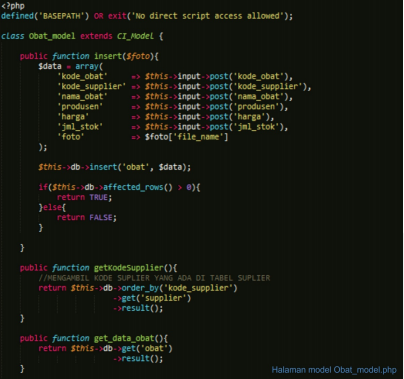 <?php
defined('BASEPATH') OR exit('No direct script access allowed');
class Obat_model extends CI_Model {
public function insert($foto){
$data = array(
'kode_obat' => $this->input->post('kode_obat'),
'kode_supplier' => $this->input->post('kode_supplier'),
'nama_obat' => $this->input->post('nama_obat'),
'produsen' => $this->input->post('produsen'),
'harga' => $this->input->post('harga'),
'jml_stok' => $this->input->post('jml_stok'),
'foto' => $foto['file_name']
);
$this->db->insert('obat', $data);
if($this->db->affected_rows() > 0){
return TRUE;
}else{
return FALSE;
}
}
public function getKodeSupplier(){
//MENGAMBIL KODE SUPLIER YANG ADA DI TABEL SUPLIER
return $this->db->order_by('kode_supplier')
->get('supplier')
->result();
}
public function get_data_obat(){
return $this->db->get('obat')
->result();
}
Halaman model Obat_model.php